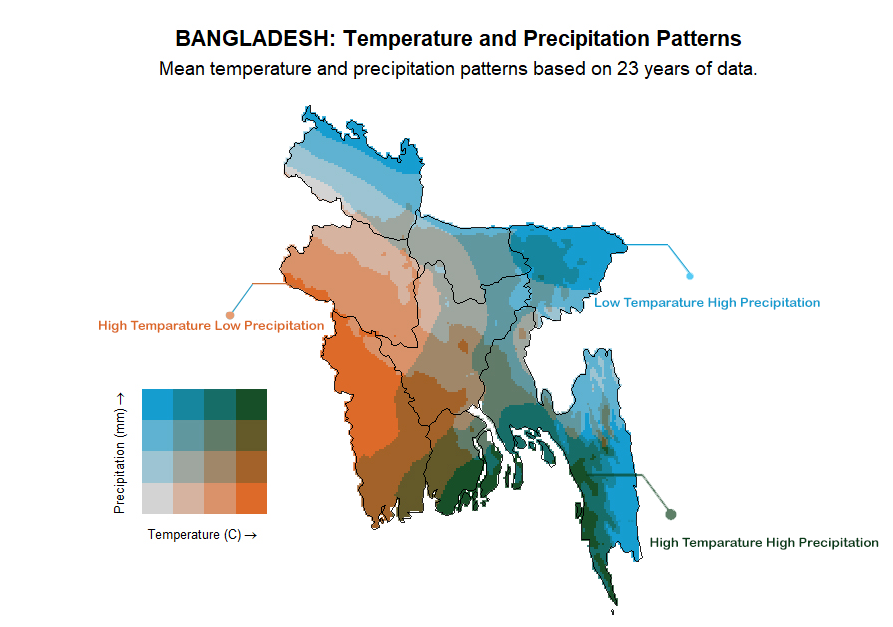 BANGLADESH: Temperature and Precipitation Patterns
Mean temperature and precipitation patterns based on 23 years of data.
Low Temparature High Precipitation
High Temparature Low Precipitation
Precipitation (mm) →
Temperature (C) →
High Temparature High Precipitation